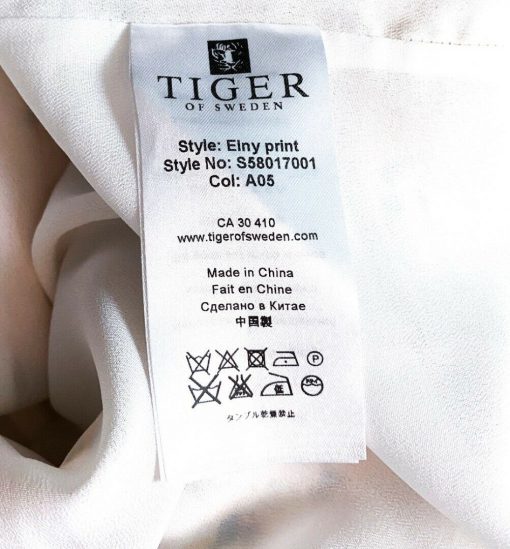 TIGER
OF SWEDEN
Style: Elny print
Style No: S58017001
Col: A05
CA 30 410
www.tigerofsweden.com
Made in China
Fait en Chine
Сделано в Китае
中国製
P
低
タンブル乾燥禁止